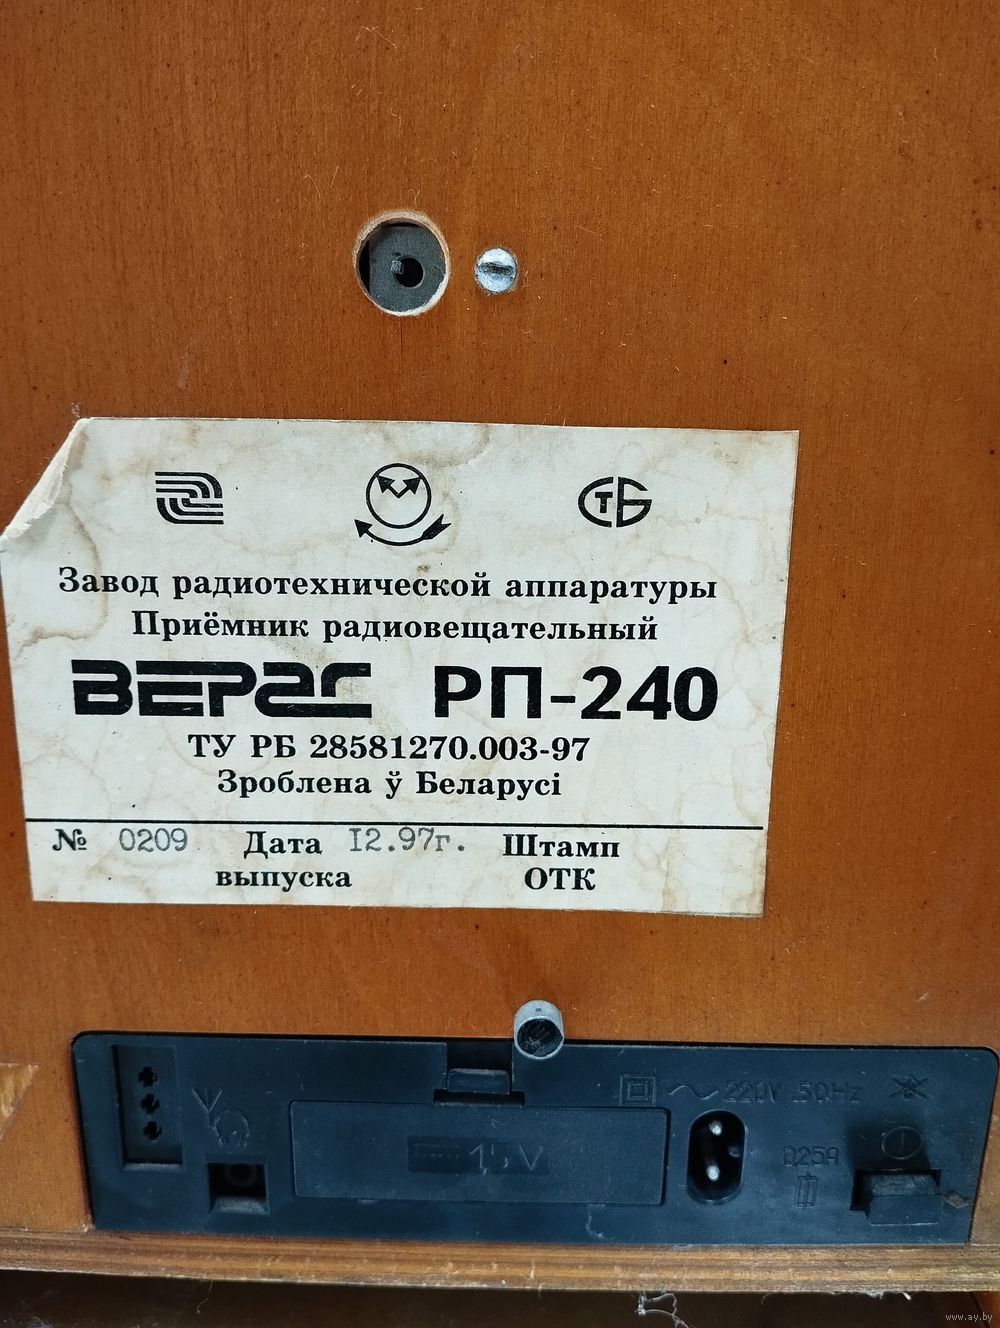 СТБ
Завод радиотехнической аппаратуры
Приёмник радиовещательный
ВЕРАС РП-240
ТУ РБ 28581270.003-97
Зроблена ў Беларусі
№ 0209 Дата I2.97г. Штамп
выпуска ОТК
220V 50Hz
15V
0.25A
www.ay.by